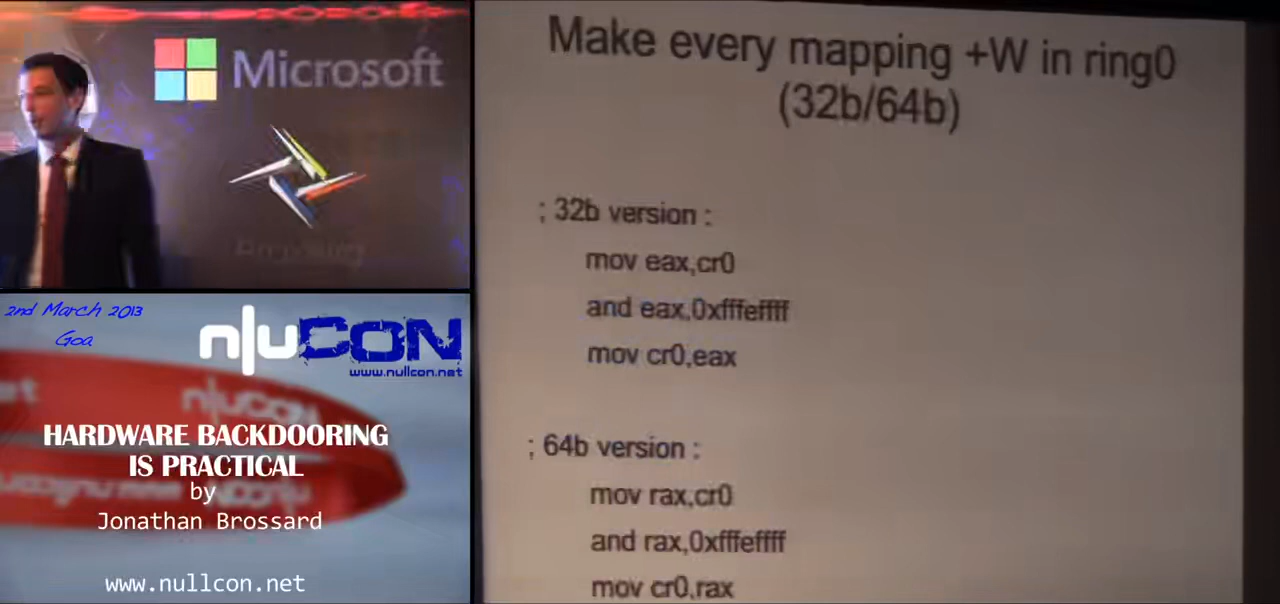 Microsoft
2nd March 2013
Goa
n|u CON
www.nullcon.net
HARDWARE BACKDOORING
IS PRACTICAL
by
Jonathan Brossard
www.nullcon.net
Make every mapping +W in ring0
(32b/64b)
; 32b version :
mov eax,cr0
and eax,0xfffeffff
mov cr0,eax
; 64b version :
mov rax,cr0
and rax,0xfffeffff
mov cr0,rax